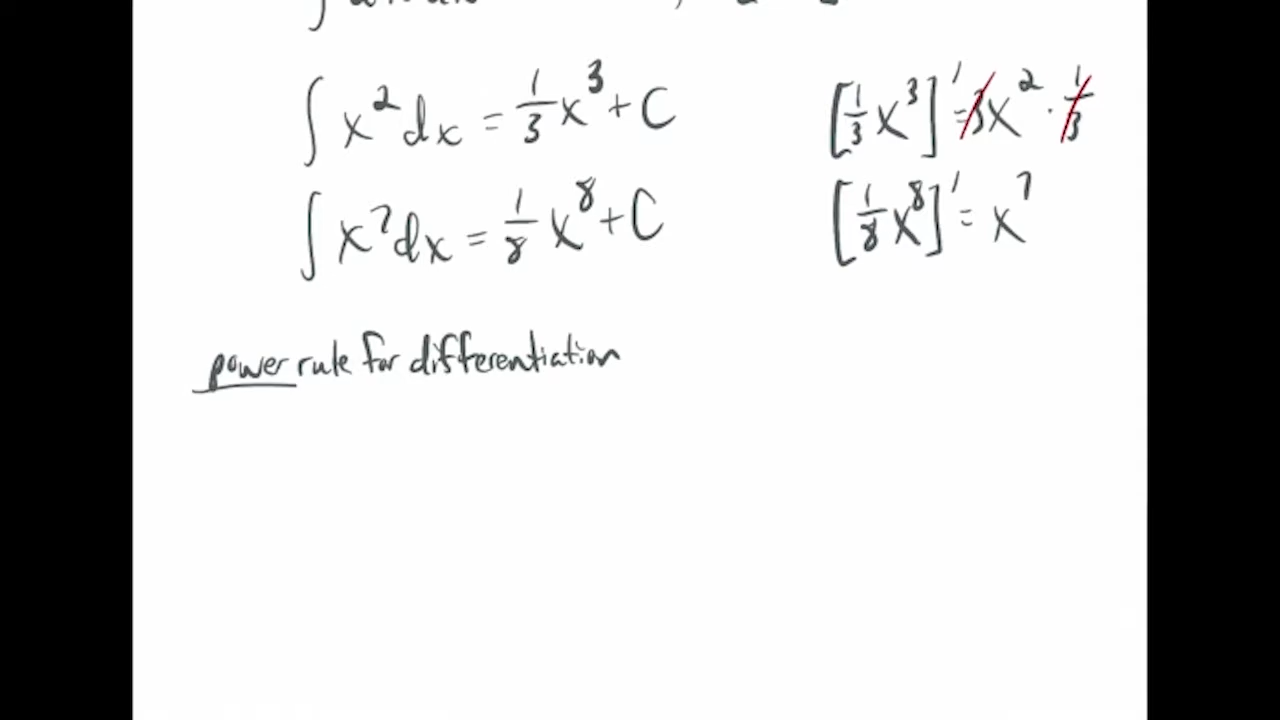 ∫ x² dx = 1/3 x³ + C [1/3 x³]' = 3x² · 1/3
∫ x⁷ dx = 1/8 x⁸ + C [1/8 x⁸]' = x⁷
power rule for differentiation